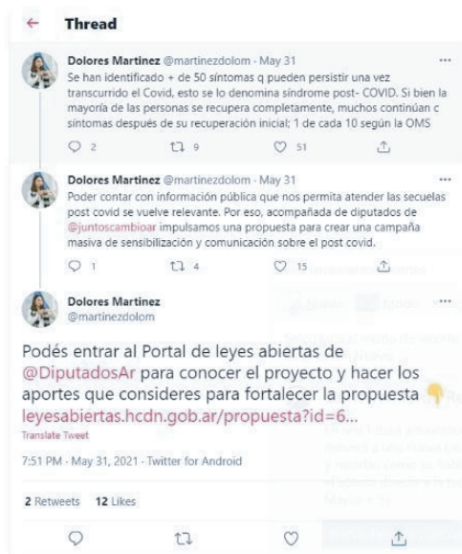 Thread
Dolores Martinez @martinezdolom · May 31
Se han identificado + de 50 síntomas q pueden persistir una vez
transcurrido el Covid, esto se lo denomina síndrome post- COVID. Si bien la
mayoría de las personas se recupera completamente, muchos continúan c
síntomas después de su recuperación inicial; 1 de cada 10 según la OMS
2 9 51
Dolores Martinez @martinezdolom · May 31
Poder contar con información pública que nos permita atender las secuelas
post covid se vuelve relevante. Por eso, acompañada de diputados de
@juntoscambioar impulsamos una propuesta para crear una campaña
masiva de sensibilización y comunicación sobre el post covid.
1 4 15
Dolores Martinez
@martinezdolom
Podés entrar al Portal de leyes abiertas de
@DiputadosAr para conocer el proyecto y hacer los
aportes que consideres para fortalecer la propuesta 👇
leyesabiertas.hcdn.gob.ar/propuesta?id=6...
Translate Tweet
7:51 PM · May 31, 2021 · Twitter for Android
2 Retweets 12 Likes